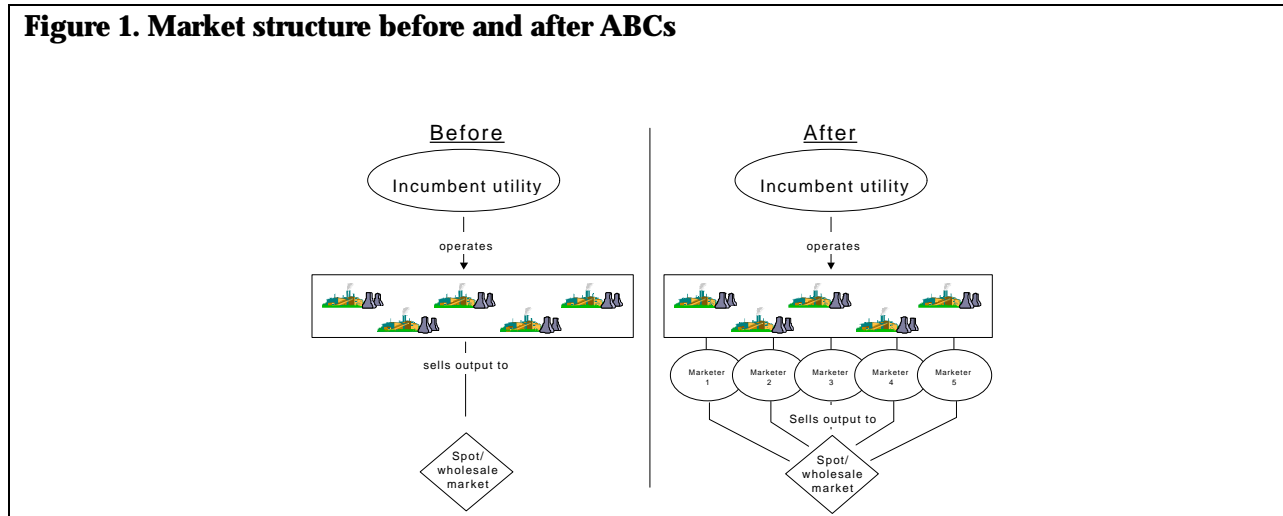 Figure 1. Market structure before and after ABCs
Before
Incumbent utility
operates
sells output to
Spot/
wholesale
market
After
Incumbent utility
operates
Marketer
1
Marketer
2
Marketer
3
Marketer
4
Marketer
5
Sells output to
Spot/
wholesale
market